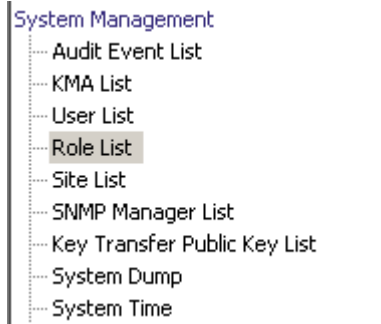 System Management
Audit Event List
KMA List
User List
Role List
Site List
SNMP Manager List
Key Transfer Public Key List
System Dump
System Time